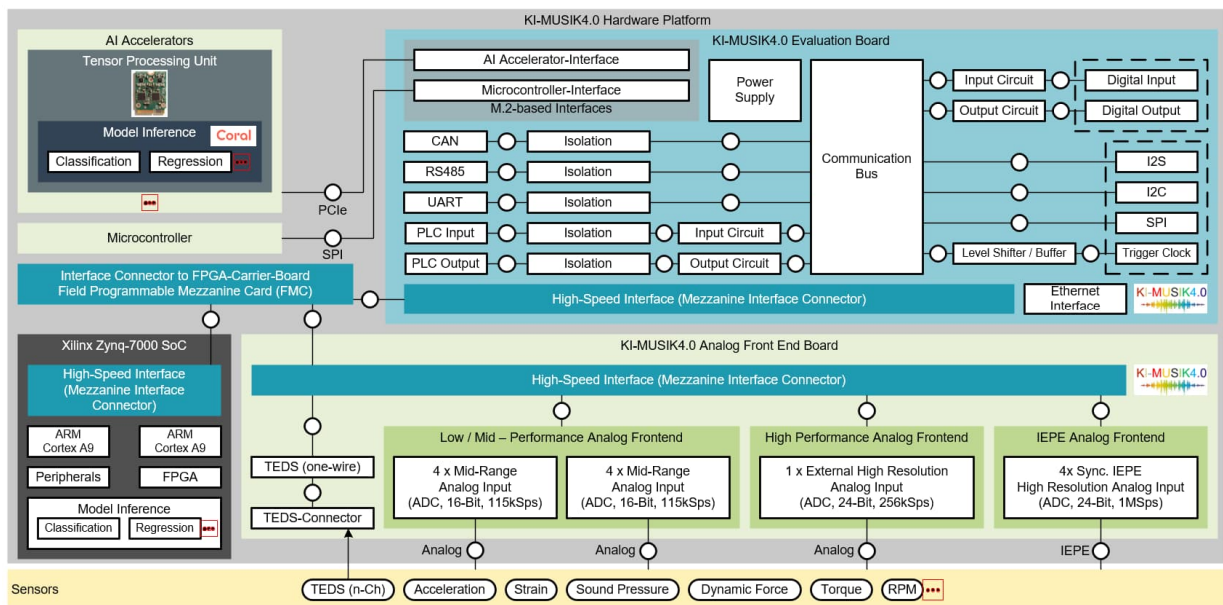 KI-MUSIK4.0 Hardware Platform
AI Accelerators
Tensor Processing Unit
Model Inference
Coral
Classification
Regression
PCIe
Microcontroller
SPI
KI-MUSIK4.0 Evaluation Board
AI Accelerator-Interface
Microcontroller-Interface
M.2-based Interfaces
Power
Supply
Communication
Bus
Input Circuit
Digital Input
Output Circuit
Digital Output
CAN
Isolation
RS485
Isolation
UART
Isolation
PLC Input
Isolation
Input Circuit
PLC Output
Isolation
Output Circuit
I2S
I2C
SPI
Level Shifter / Buffer
Trigger Clock
High-Speed Interface (Mezzanine Interface Connector)
Ethernet
Interface
KI-MUSIK4.0
Interface Connector to FPGA-Carrier-Board
Field Programmable Mezzanine Card (FMC)
Xilinx Zynq-7000 SoC
High-Speed Interface
(Mezzanine Interface
Connector)
ARM
Cortex A9
ARM
Cortex A9
Peripherals
FPGA
Model Inference
Classification
Regression
KI-MUSIK4.0 Analog Front End Board
High-Speed Interface (Mezzanine Interface Connector)
KI-MUSIK4.0
TEDS (one-wire)
TEDS-Connector
Low / Mid – Performance Analog Frontend
4 x Mid-Range
Analog Input
(ADC, 16-Bit, 115kSps)
4 x Mid-Range
Analog Input
(ADC, 16-Bit, 115kSps)
High Performance Analog Frontend
1 x External High Resolution
Analog Input
(ADC, 24-Bit, 256kSps)
IEPE Analog Frontend
4x Sync. IEPE
High Resolution Analog Input
(ADC, 24-Bit, 1MSps)
Analog
Analog
Analog
IEPE
Sensors
TEDS (n-Ch)
Acceleration
Strain
Sound Pressure
Dynamic Force
Torque
RPM